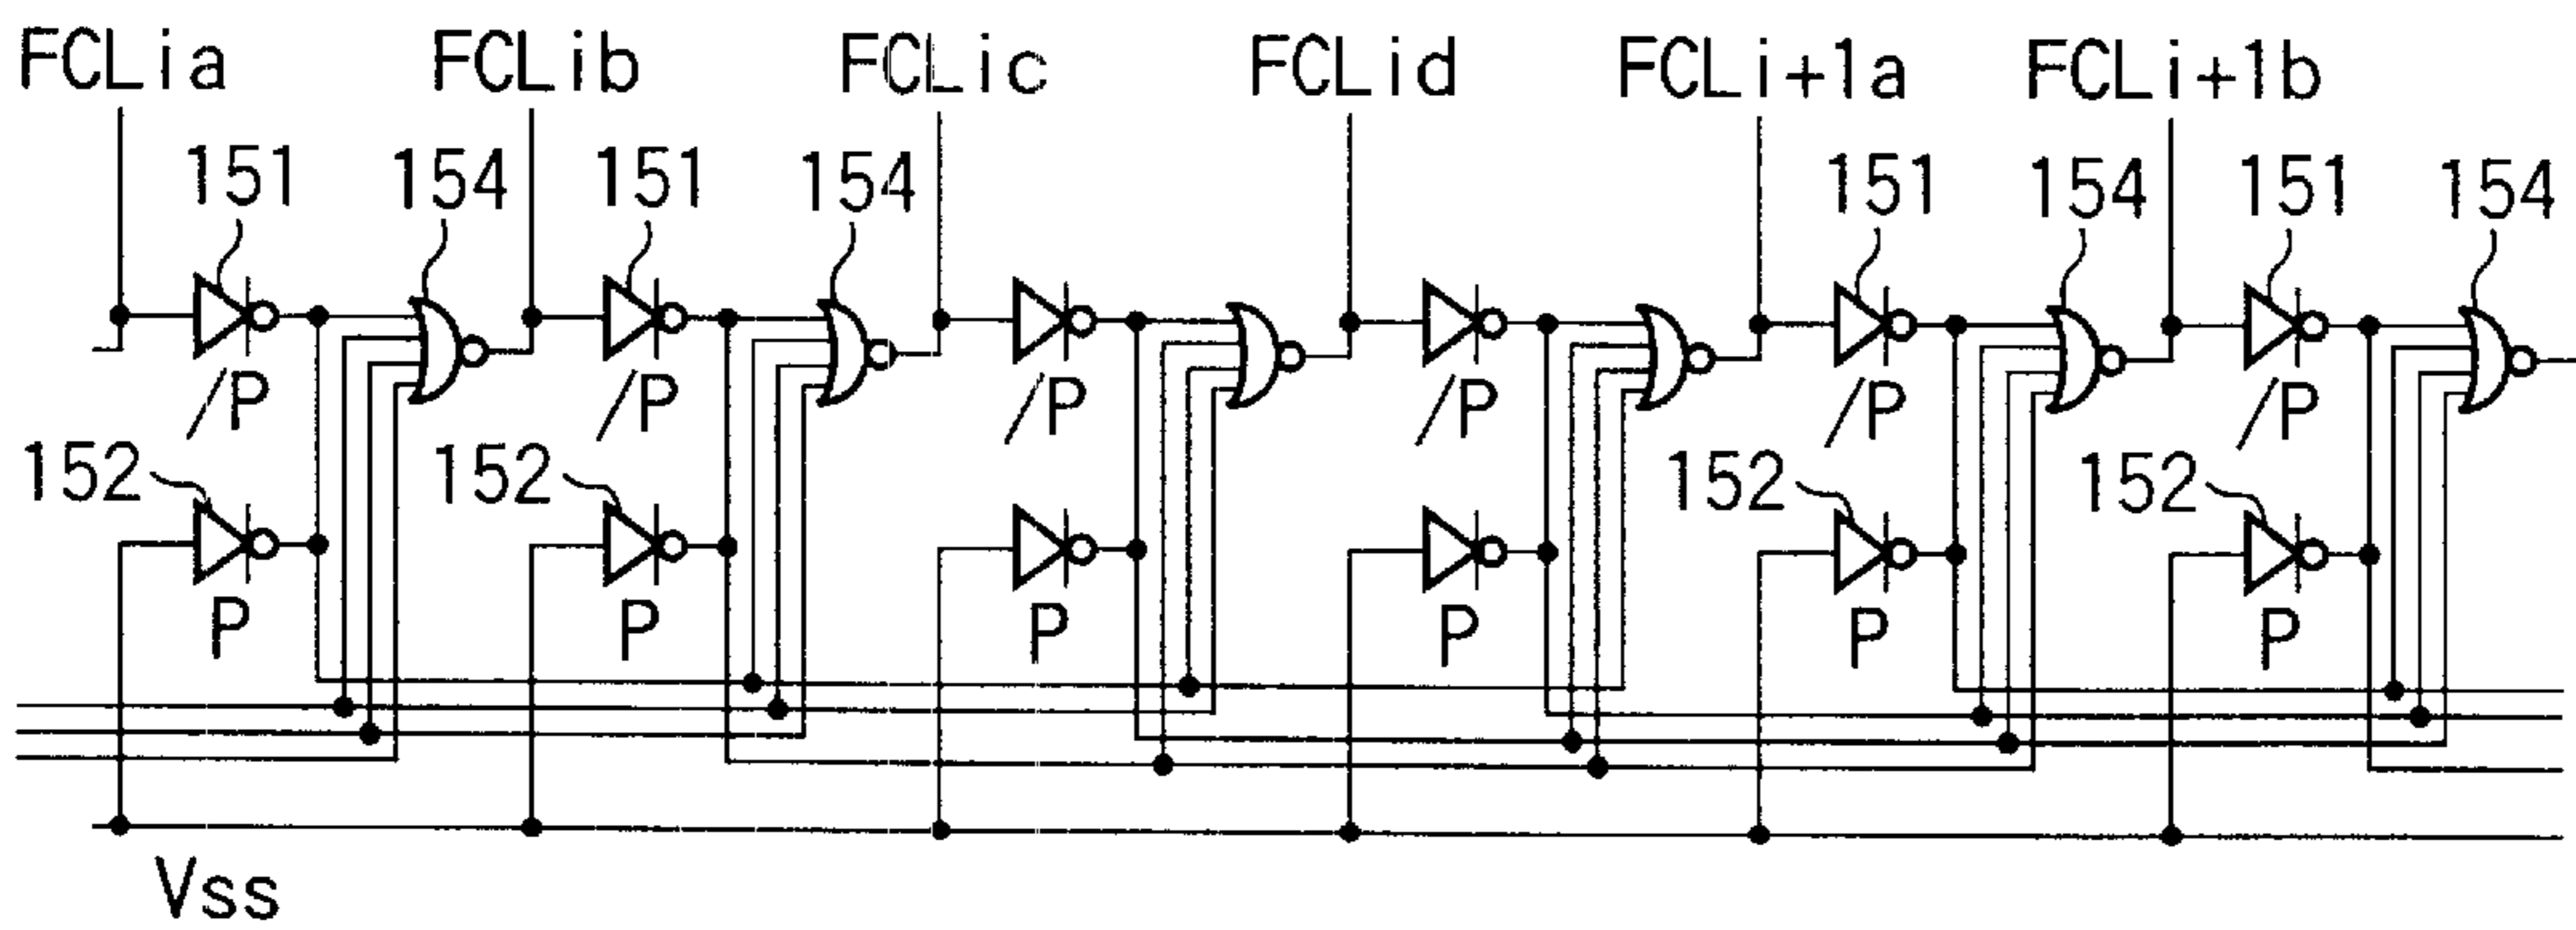 FCLia FCLib FCLic FCLid FCLi+1a FCLi+1b
151 154 151 154 151 154 151 154
/P /P /P /P /P /P
152 152 152 152
P P P P P P
Vss